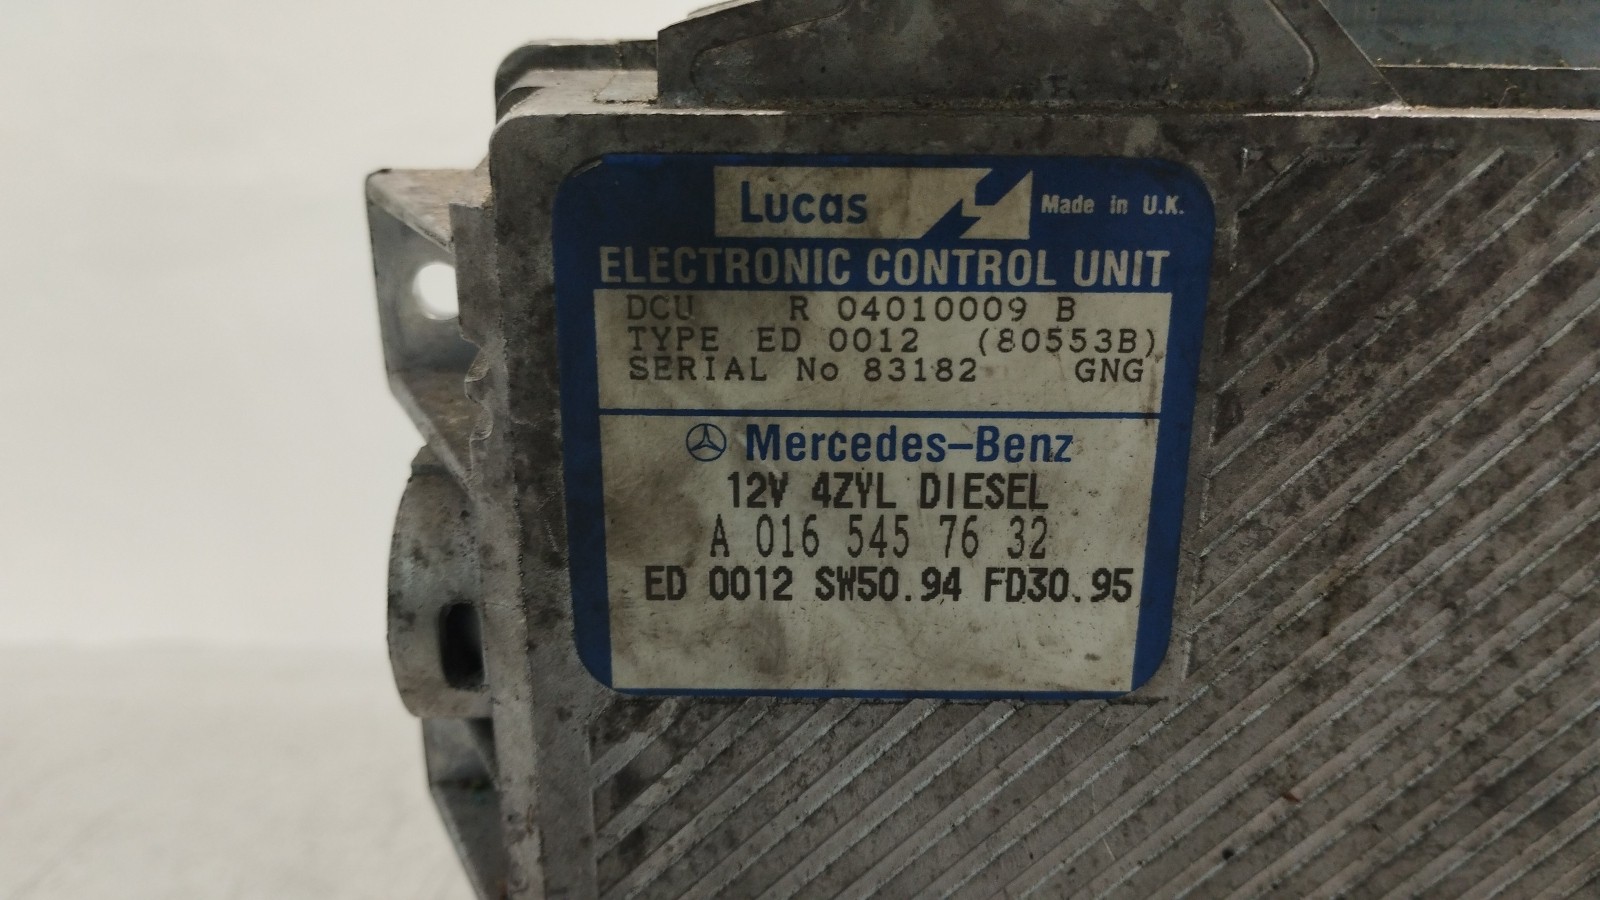 Lucas Made in U.K.
ELECTRONIC CONTROL UNIT
DCU R 04010009 B
TYPE ED 0012 (80553B)
SERIAL No 83182 GNG
Mercedes-Benz
12V 4ZYL DIESEL
A 016 545 76 32
ED 0012 SW50.94 FD30.95